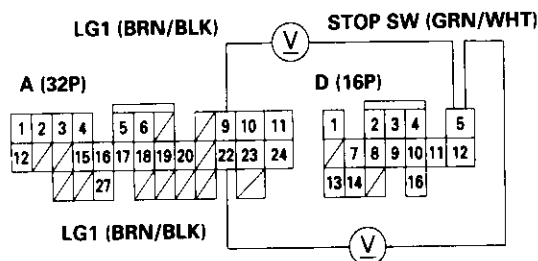 LG1 (BRN/BLK)
STOP SW (GRN/WHT)
V
A (32P)
D (16P)
1 2 3 4 5 6 9 10 11
12 15 16 17 18 19 20 22 23 24
27
1 2 3 4 5
7 8 9 10 11 12
13 14 16
LG1 (BRN/BLK)
V